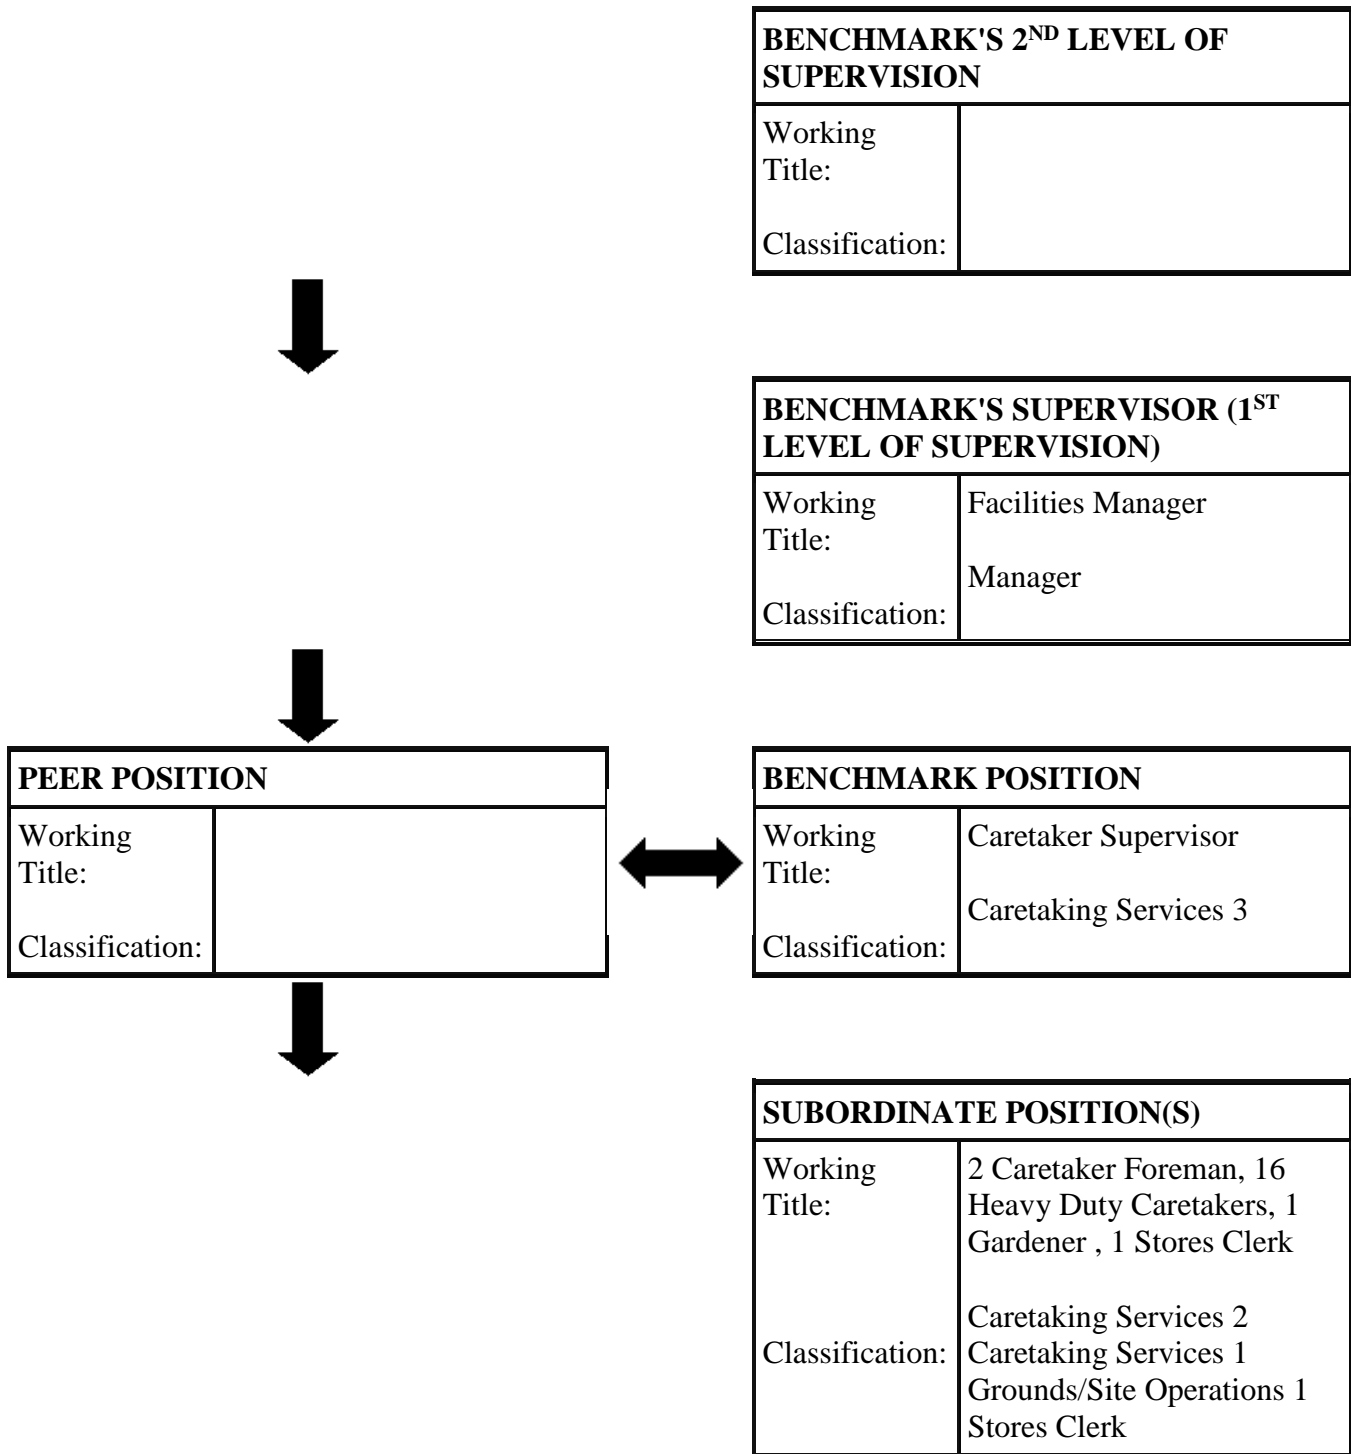 BENCHMARK'S 2ND LEVEL OF
SUPERVISION
Working
Title:
Classification:
BENCHMARK'S SUPERVISOR (1ST
LEVEL OF SUPERVISION)
Working
Title:
Facilities Manager
Manager
Classification:
PEER POSITION
Working
Title:
Classification:
BENCHMARK POSITION
Working
Title:
Caretaker Supervisor
Caretaking Services 3
Classification:
SUBORDINATE POSITION(S)
Working
Title:
2 Caretaker Foreman, 16
Heavy Duty Caretakers, 1
Gardener , 1 Stores Clerk
Classification:
Caretaking Services 2
Caretaking Services 1
Grounds/Site Operations 1
Stores Clerk